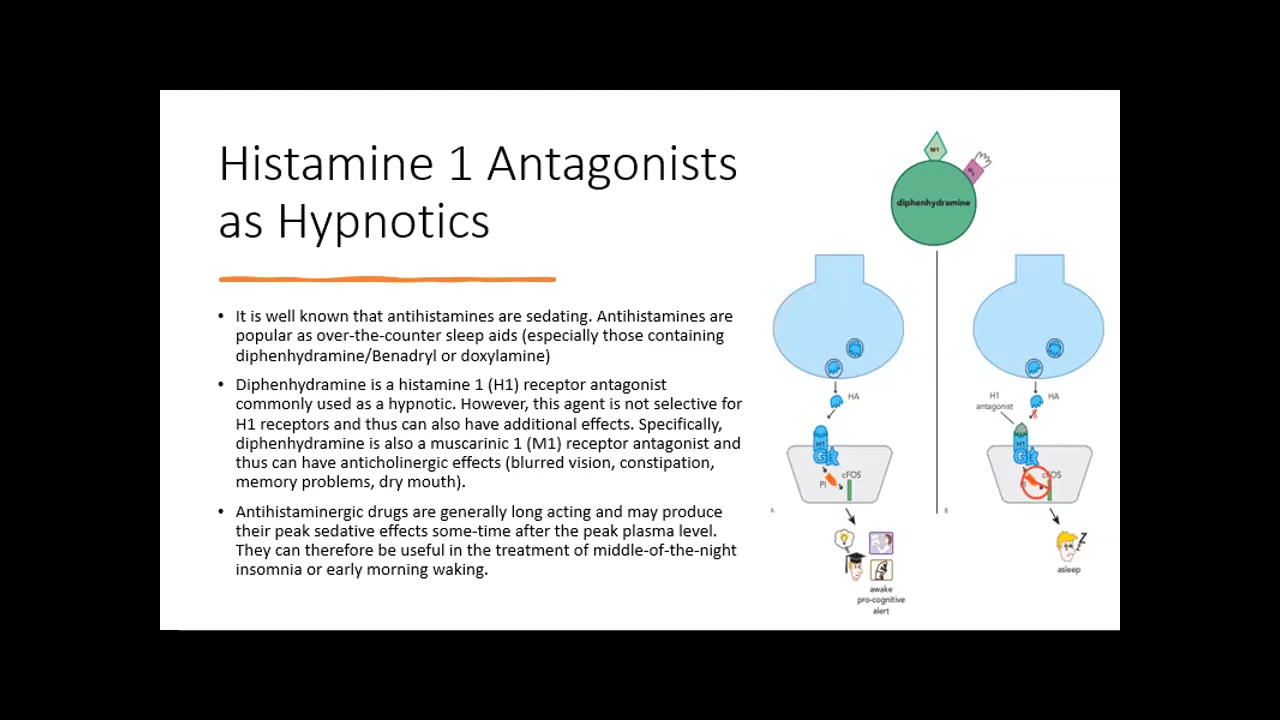 Histamine 1 Antagonists
as Hypnotics
• It is well known that antihistamines are sedating. Antihistamines are
popular as over-the-counter sleep aids (especially those containing
diphenhydramine/Benadryl or doxylamine)
• Diphenhydramine is a histamine 1 (H1) receptor antagonist
commonly used as a hypnotic. However, this agent is not selective for
H1 receptors and thus can also have additional effects. Specifically,
diphenhydramine is also a muscarinic 1 (M1) receptor antagonist and
thus can have anticholinergic effects (blurred vision, constipation,
memory problems, dry mouth).
• Antihistaminergic drugs are generally long acting and may produce
their peak sedative effects some-time after the peak plasma level.
They can therefore be useful in the treatment of middle-of-the-night
insomnia or early morning waking.
M1
H1
diphenhydramine
HA
H1
G E
PI
cFOS
A
awake
pro-cognitive
alert
HA
H1
antagonist
H1
G E
PI
cFOS
B
Z
Z
asleep